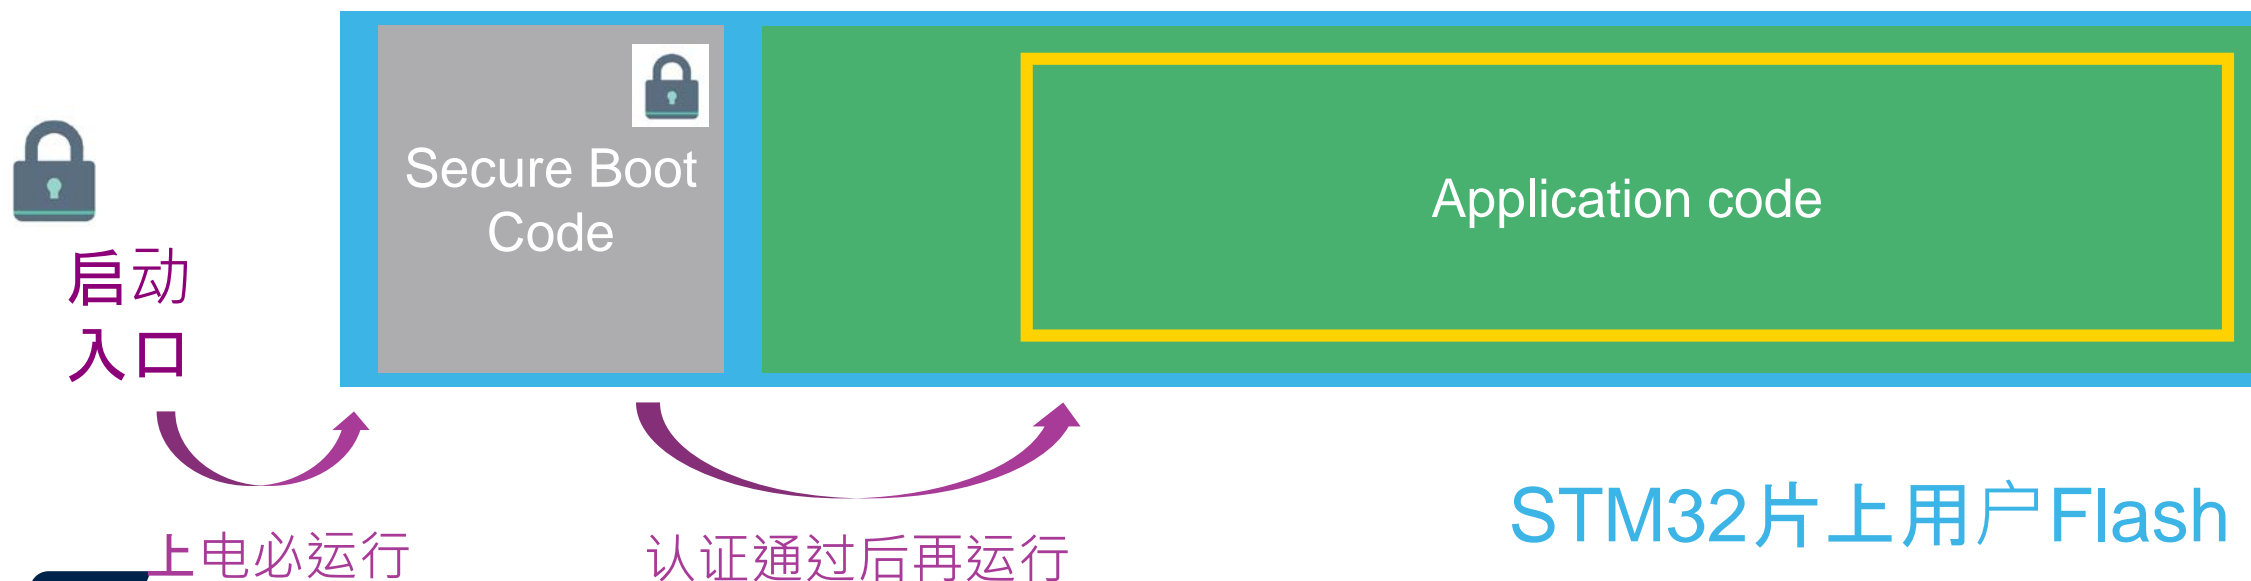 Secure Boot
Code
Application code
启动
入口
上电必运行
认证通过后再运行
STM32片上用户Flash